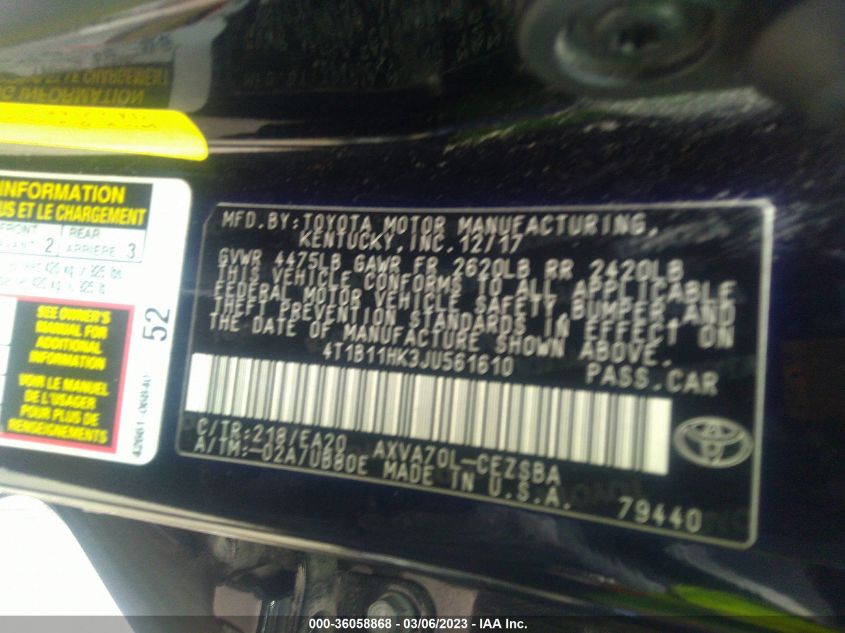 INFORMATION
US ET LE CHARGEMENT
FRONT
REAR
2
ARRIERE 3
SEE OWNER'S
MANUAL FOR
ADDITIONAL
INFORMATION
VOIR LE MANUEL
DE L'USAGER
POUR PLUS DE
RENSEIGNEMENTS
52
MFD.BY:TOYOTA MOTOR MANUFACTURING,
KENTUCKY,INC.12/17
GVWR 4475LB GAWR FR 2620LB RR 2420LB
THIS VEHICLE CONFORMS TO ALL APPLICABLE
FEDERAL MOTOR VEHICLE SAFETY BUMPER,AND
THEFT PREVENTION STANDARDS IN EFFECT ON
THE DATE OF MANUFACTURE SHOWN ABOVE.
4T1B11HK3JU561610
PASS.CAR
C/TR:218/EA20 AXVA70L-CEZSBA
A/TM:-02A/UB80E MADE IN U.S.A.
79440
000-36058868 - 03/06/2023 - IAA Inc.